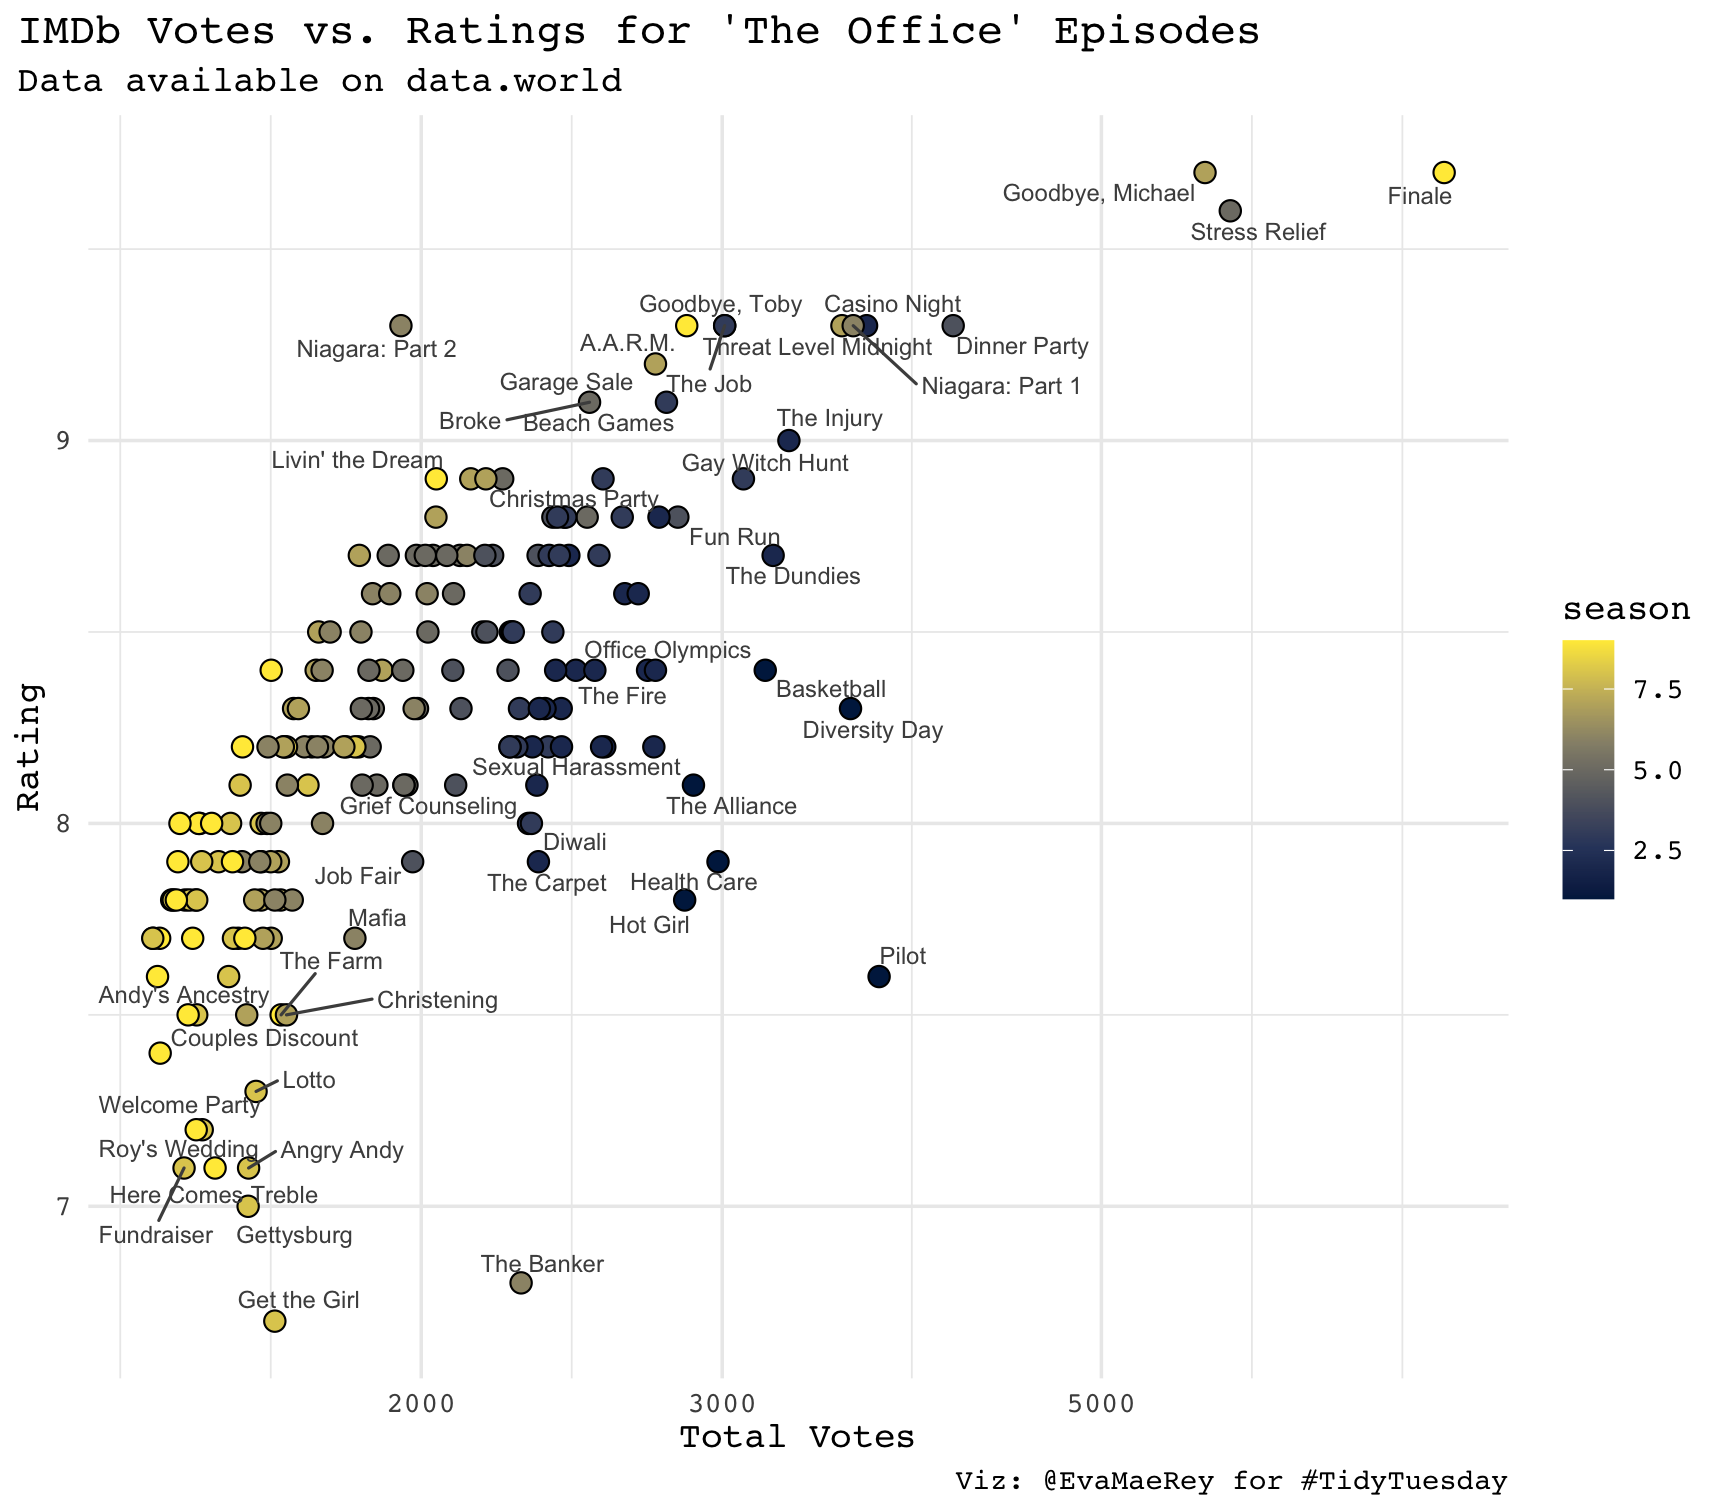 IMDb Votes vs. Ratings for 'The Office' Episodes
Data available on data.world
Goodbye, Michael
Finale
Stress Relief
Goodbye, Toby
Casino Night
Niagara: Part 2
A.A.R.M.
Threat Level Midnight
Dinner Party
Garage Sale
The Job
Niagara: Part 1
Broke
Beach Games
The Injury
9
Livin' the Dream
Gay Witch Hunt
Christmas Party
Fun Run
The Dundies
Office Olympics
The Fire
Basketball
Diversity Day
Sexual Harassment
Grief Counseling
The Alliance
8
Diwali
Job Fair
The Carpet
Health Care
Mafia
Hot Girl
The Farm
Pilot
Andy's Ancestry
Christening
Couples Discount
Lotto
Welcome Party
Roy's Wedding
Angry Andy
Here Comes Treble
7
Fundraiser
Gettysburg
The Banker
Get the Girl
Rating
2000
3000
5000
Total Votes
season
7.5
5.0
2.5
Viz: @EvaMaeRey for #TidyTuesday